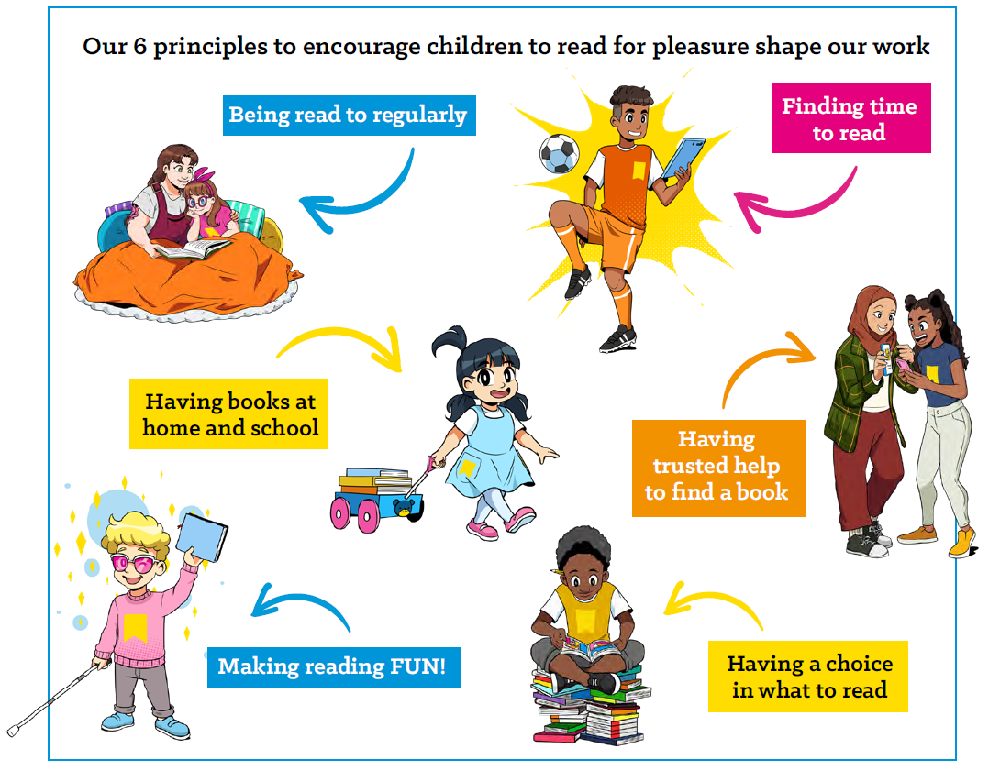 Our 6 principles to encourage children to read for pleasure shape our work
Being read to regularly
Finding time
to read
Having books at
home and school
Having
trusted help
to find a book
Making reading FUN!
Having a choice
in what to read